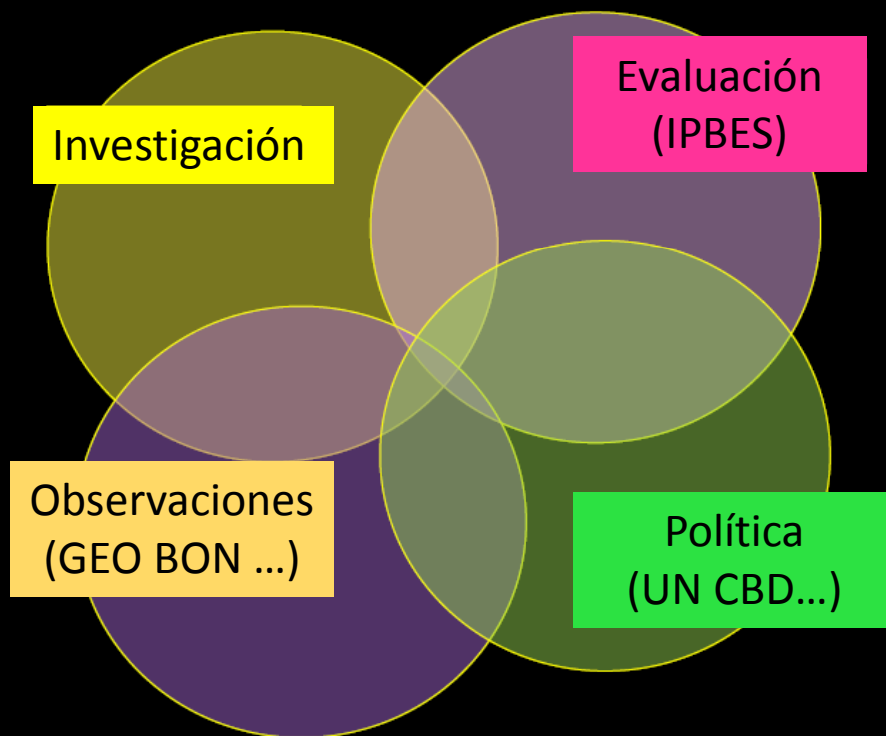 Investigación
Evaluación
(IPBES)
Observaciones
(GEO BON …)
Política
(UN CBD…)